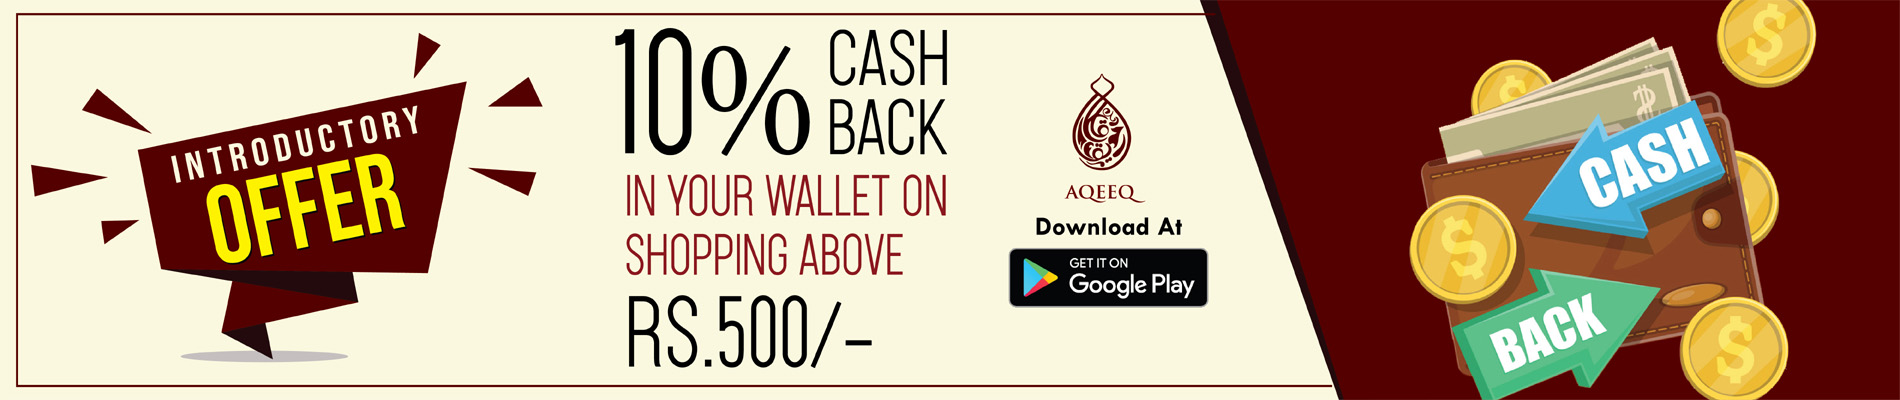 INTRODUCTORY
OFFER
10% CASH
BACK
IN YOUR WALLET ON
SHOPPING ABOVE
RS.500/-
AQEEQ
Download At
GET IT ON
Google Play
CASH
BACK